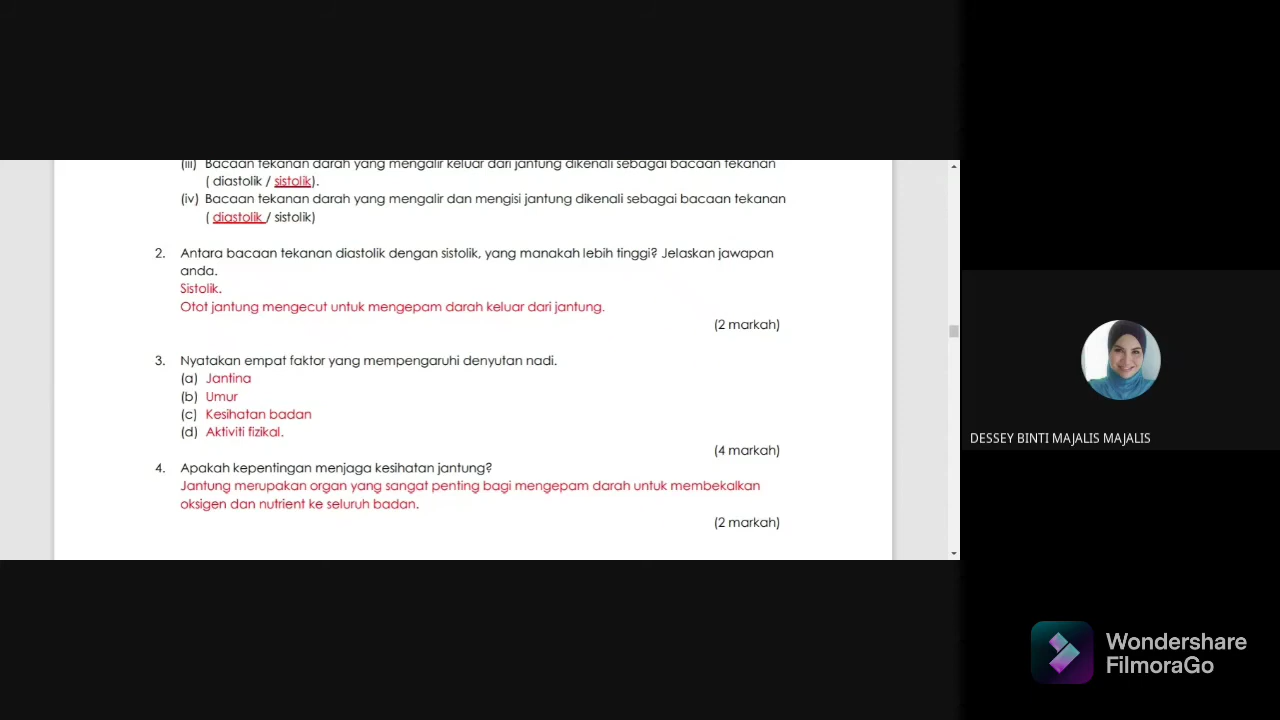 (iii) Bacaan tekanan darah yang mengalir keluar dari jantung dikenali sebagai bacaan tekanan
( diastolik / sistolik).
(iv) Bacaan tekanan darah yang mengalir dan mengisi jantung dikenali sebagai bacaan tekanan
( diastolik / sistolik)
2. Antara bacaan tekanan diastolik dengan sistolik, yang manakah lebih tinggi? Jelaskan jawapan
anda.
Sistolik.
Otot jantung mengecut untuk mengepam darah keluar dari jantung.
(2 markah)
3. Nyatakan empat faktor yang mempengaruhi denyutan nadi.
(a) Jantina
(b) Umur
(c) Kesihatan badan
(d) Aktiviti fizikal.
(4 markah)
4. Apakah kepentingan menjaga kesihatan jantung?
Jantung merupakan organ yang sangat penting bagi mengepam darah untuk membekalkan
oksigen dan nutrient ke seluruh badan.
(2 markah)
DESSEY BINTI MAJALIS MAJALIS
Wondershare
FilmoraGo